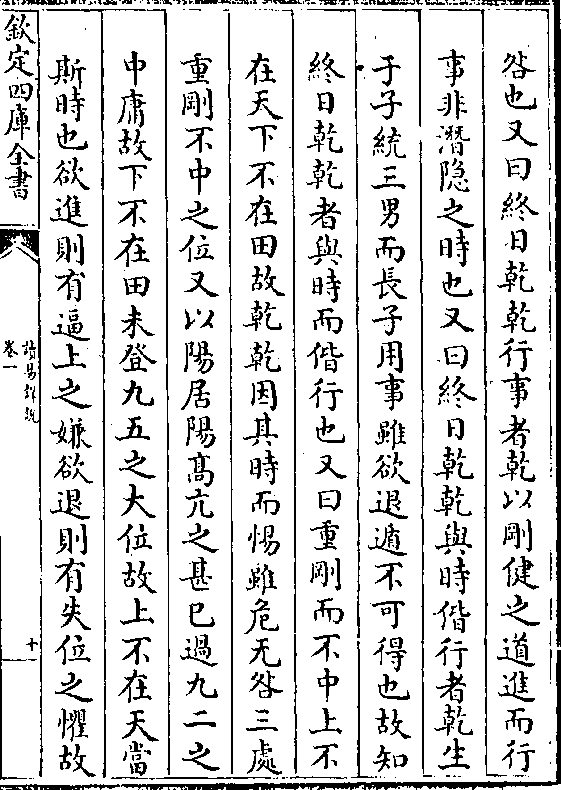 咎也又曰終日乾乾行事者乾以剛健之道進而行
事非潛隐之時也又曰終日乾乾與時偕行者乾生
于子統三男而長子用事雖欲退遁不可得也故知
終日乾乾者與時而偕行也又曰重剛而不中上不
在天下不在田故乾乾因其時而惕雖危无咎三處
重剛不中之位又以陽居陽髙亢之甚已過九二之
中庸故下不在田未登九五之大位故上不在天當
斯時也欲進則有逼上之嫌欲退則有失位之懼故
欽定四庫全書
讀易詳說
卷一
十